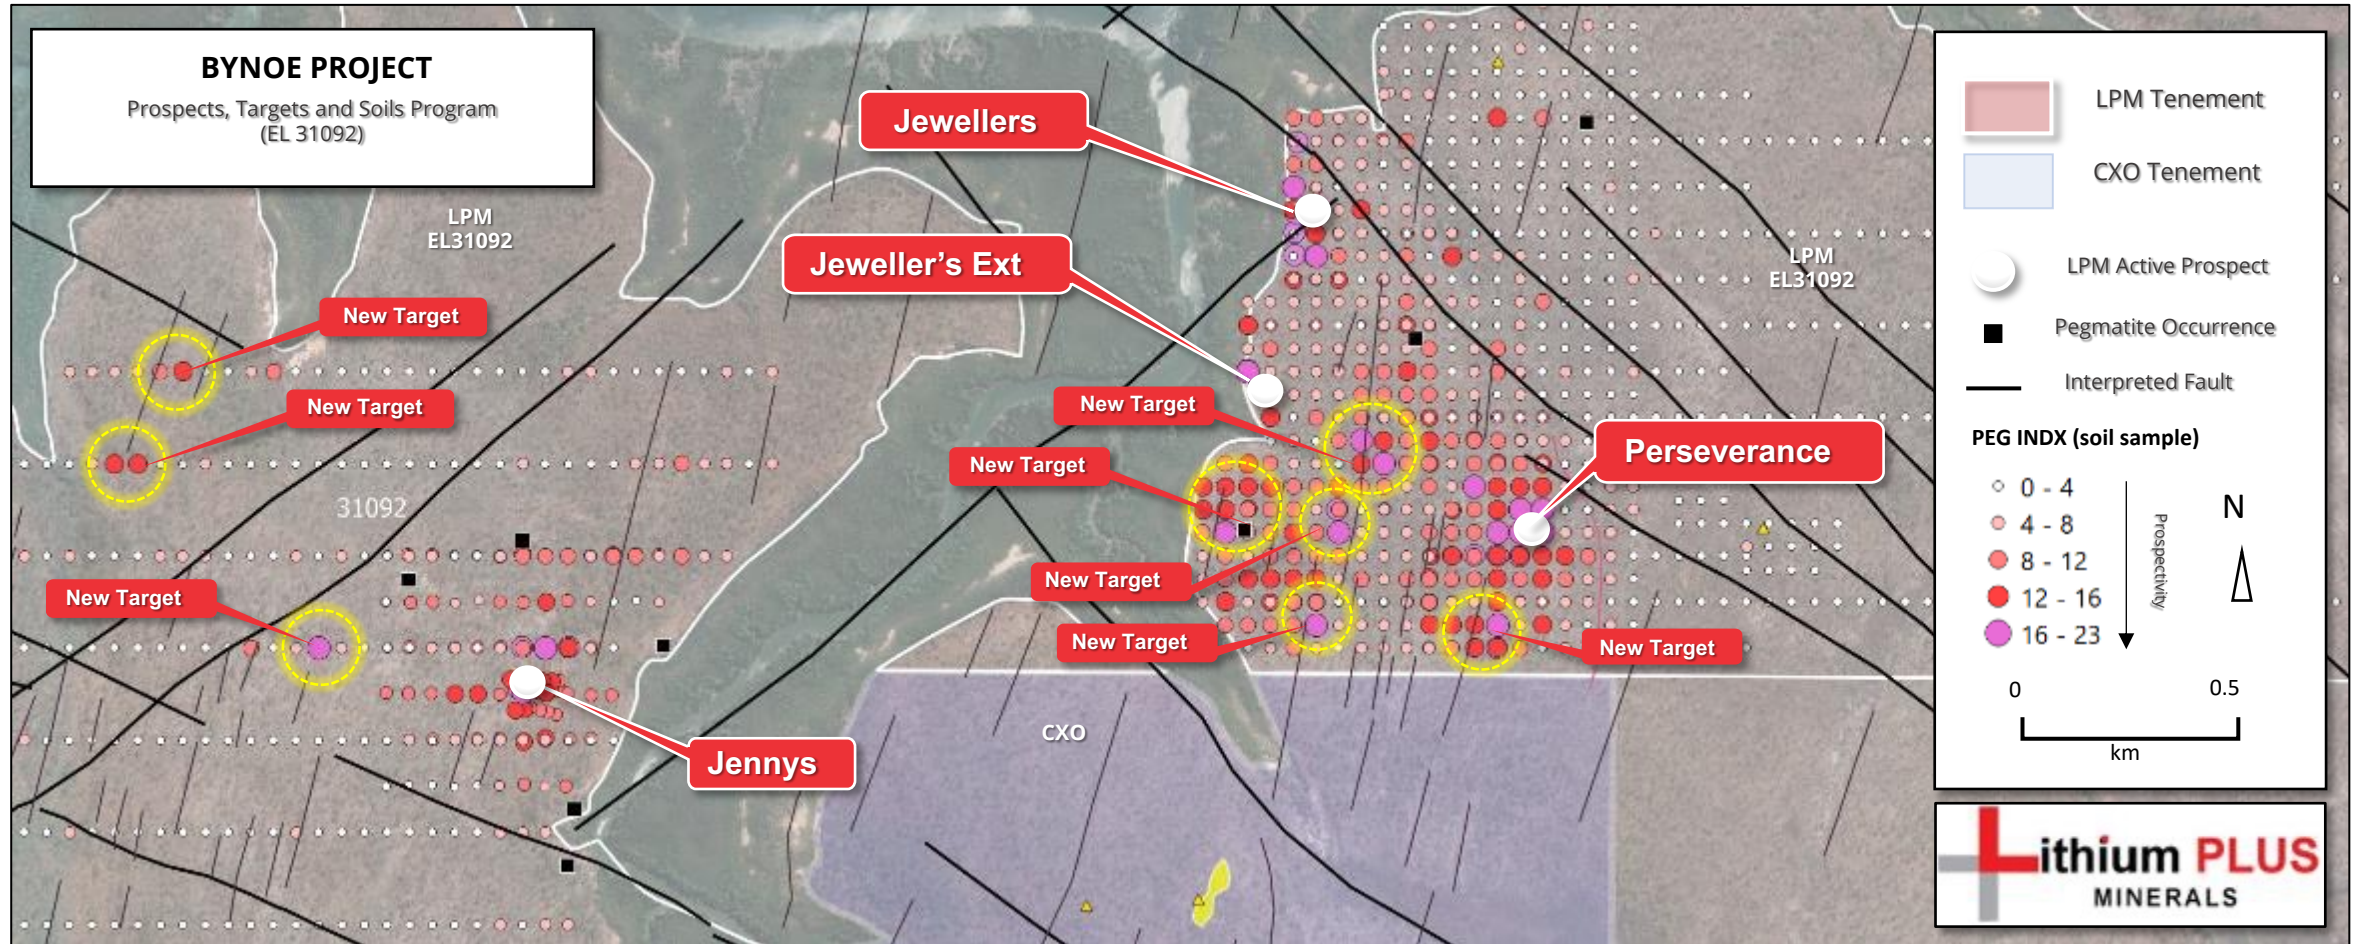 BYNOE PROJECT
Prospects, Targets and Soils Program
(EL 31092)
LPM
EL31092
Jewellers
Jeweller’s Ext
LPM
EL31092
New Target
New Target
New Target
New Target
Perseverance
31092
New Target
New Target
New Target
New Target
Jennys
CXO
LPM Tenement
CXO Tenement
LPM Active Prospect
Pegmatite Occurrence
Interpreted Fault
PEG INDX (soil sample)
0 - 4
4 - 8
8 - 12
12 - 16
16 - 23
Prospectivity
N
0 0.5
km
Lithium PLUS
MINERALS